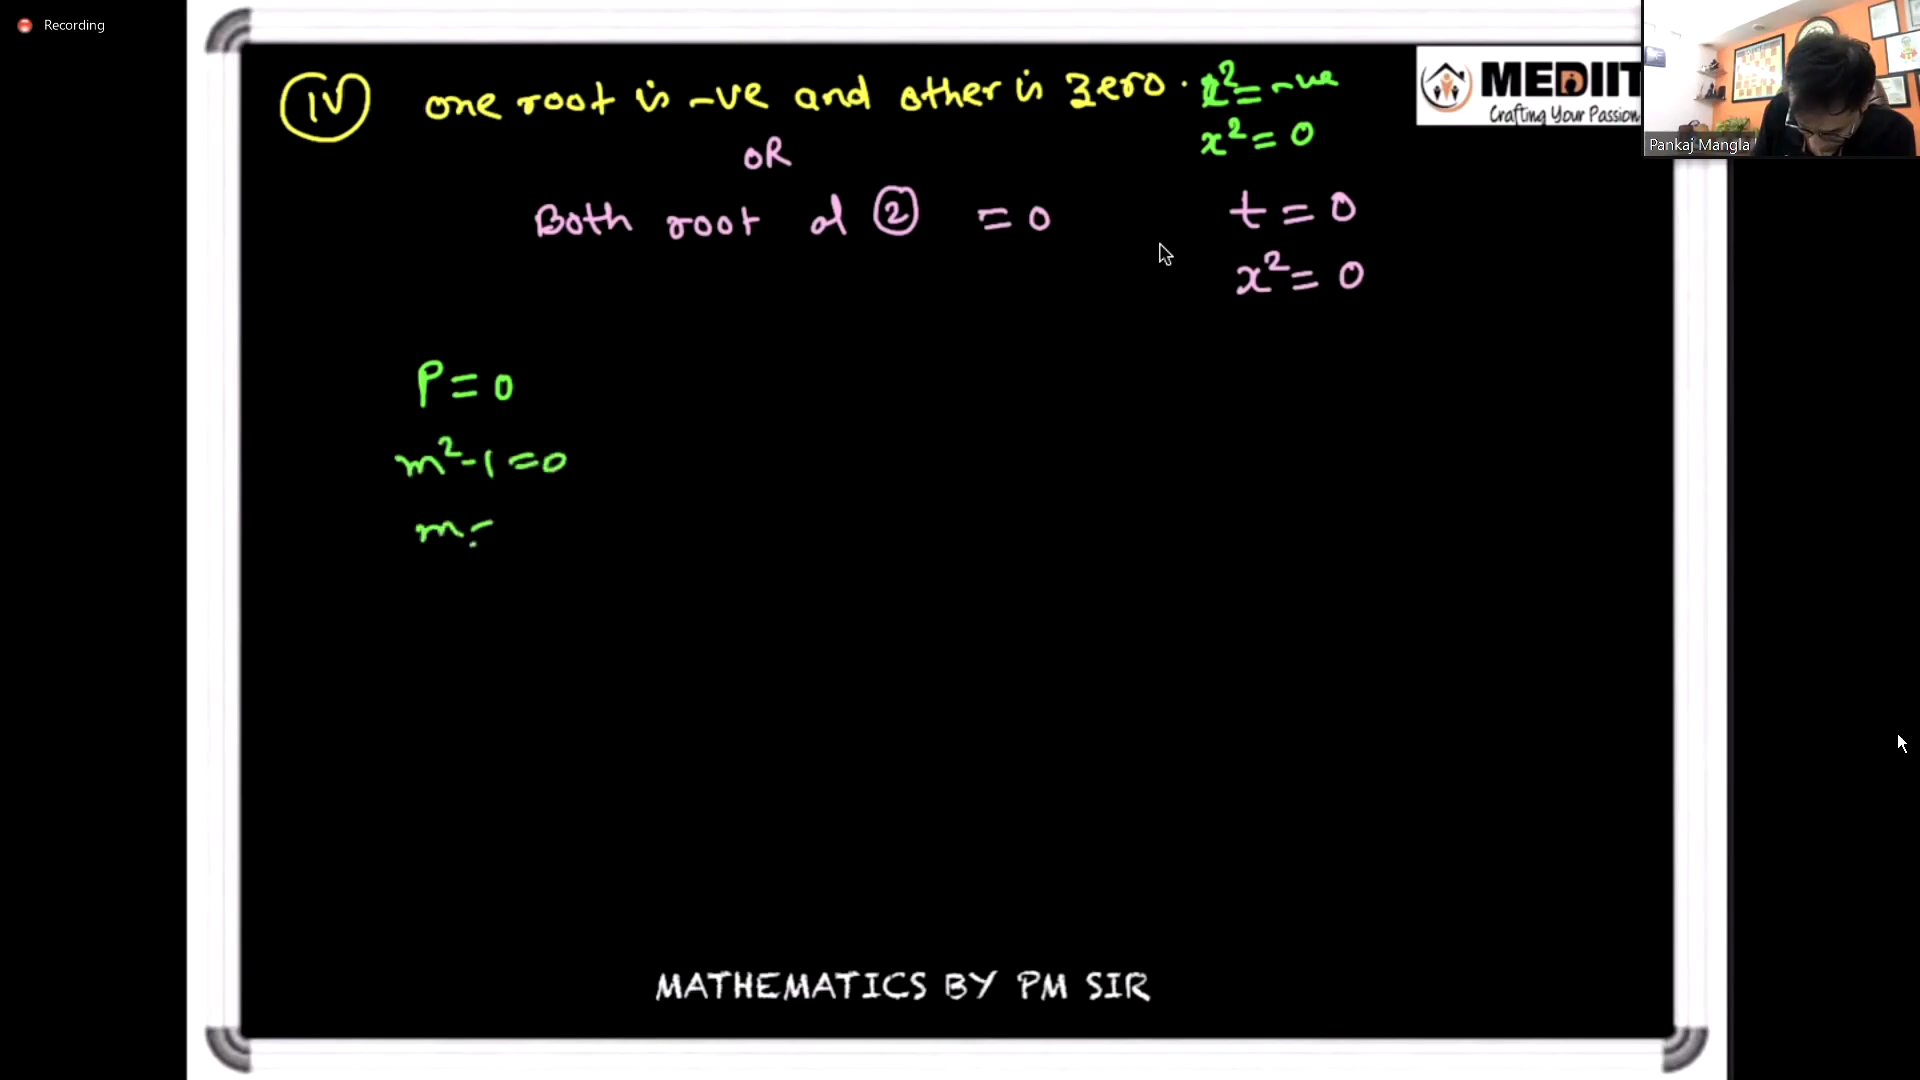 Recording
(iv) one root is -ve and other is zero. x² = -ve
x² = 0
OR
Both root of ② = 0
t = 0
x² = 0
P = 0
m² - 1 = 0
m =
MEDIIT
Crafting Your Passion
Pankaj Mangla
MATHEMATICS BY PM SIR